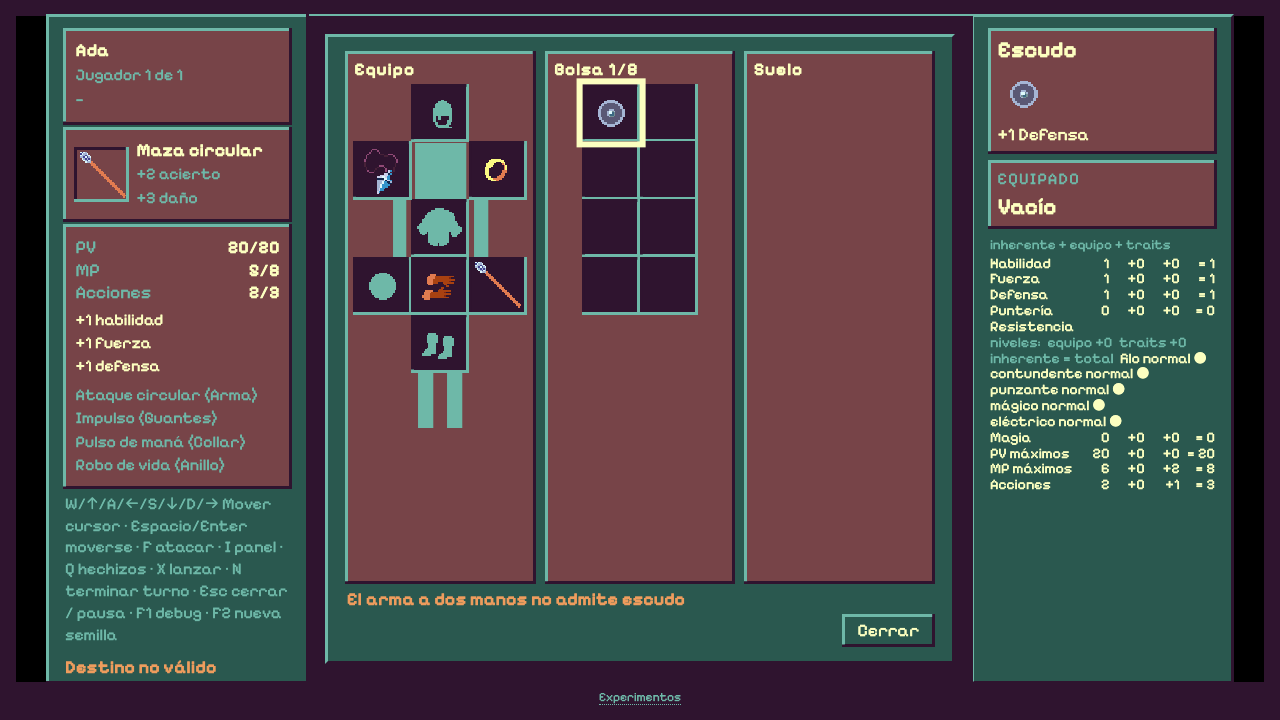 Ada
Jugador 1 de 1
–
Maza circular
+2 acierto
+3 daño
PV 20/20
MP 8/8
Acciones 2/3
+1 habilidad
+1 fuerza
+1 defensa
Ataque circular (Arma)
Impulso (Guantes)
Pulso de maná (Collar)
Robo de vida (Anillo)
W/↑/A/←/S/↓/D/→ Mover
cursor · Espacio/Enter
moverse · F atacar · I panel ·
Q hechizos · X lanzar · N
terminar turno · Esc cerrar
/ pausa · F1 debug · F2 nueva
semilla
Destino no válido
Equipo
Bolsa 1/8
Suelo
El arma a dos manos no admite escudo
Cerrar
Escudo
+1 Defensa
EQUIPADO
Vacío
inherente + equipo + traits
Habilidad 1 +0 +0 = 1
Fuerza 1 +0 +0 = 1
Defensa 1 +0 +0 = 1
Puntería 0 +0 +0 = 0
Resistencia
niveles: equipo +0 traits +0
inherente = total filo normal
contundente normal
punzante normal
mágico normal
eléctrico normal
Magia 0 +0 +0 = 0
PV máximos 20 +0 +0 = 20
MP máximos 6 +0 +2 = 8
Acciones 2 +0 +1 = 3
Experimentos